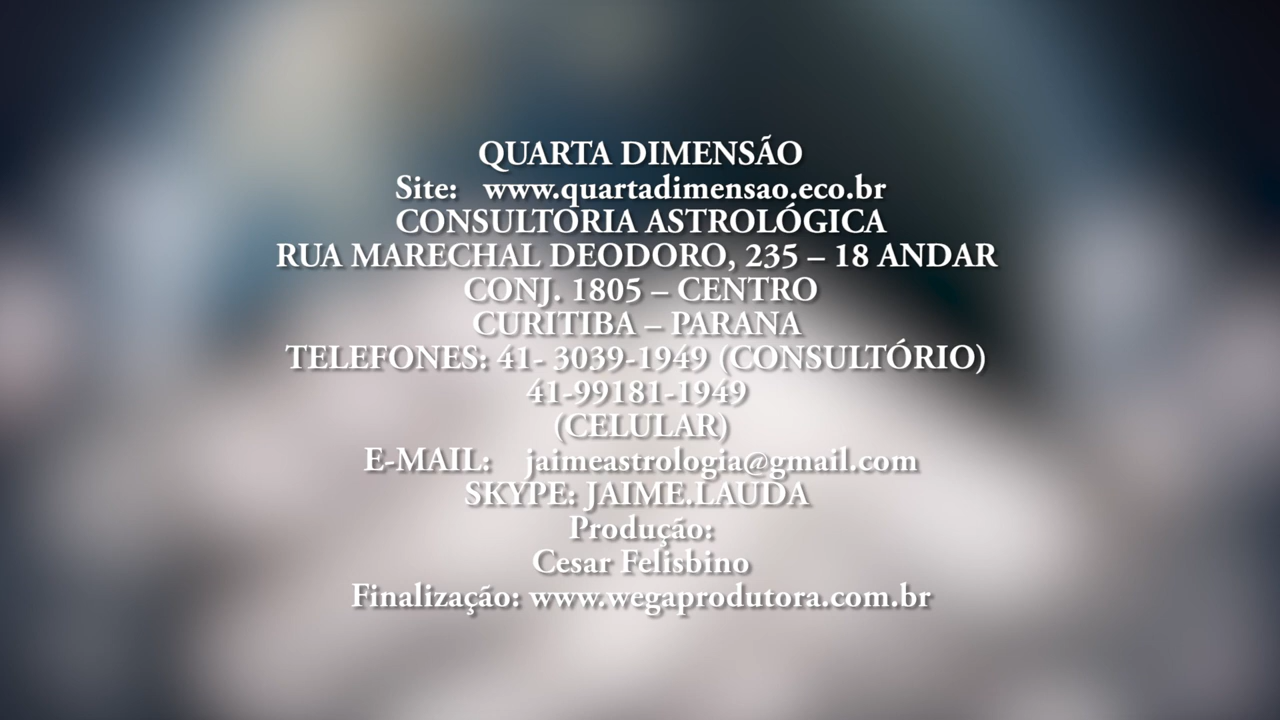 QUARTA DIMENSÃO
Site: www.quartadimensao.eco.br
CONSULTORIA ASTROLÓGICA
RUA MARECHAL DEODORO, 235 – 18 ANDAR
CONJ. 1805 – CENTRO
CURITIBA – PARANA
TELEFONES: 41- 3039-1949 (CONSULTÓRIO)
41-99181-1949
(CELULAR)
E-MAIL: jaimeastrologia@gmail.com
SKYPE: JAIME.LAUDA
Produção:
Cesar Felisbino
Finalização: www.wegaprodutora.com.br